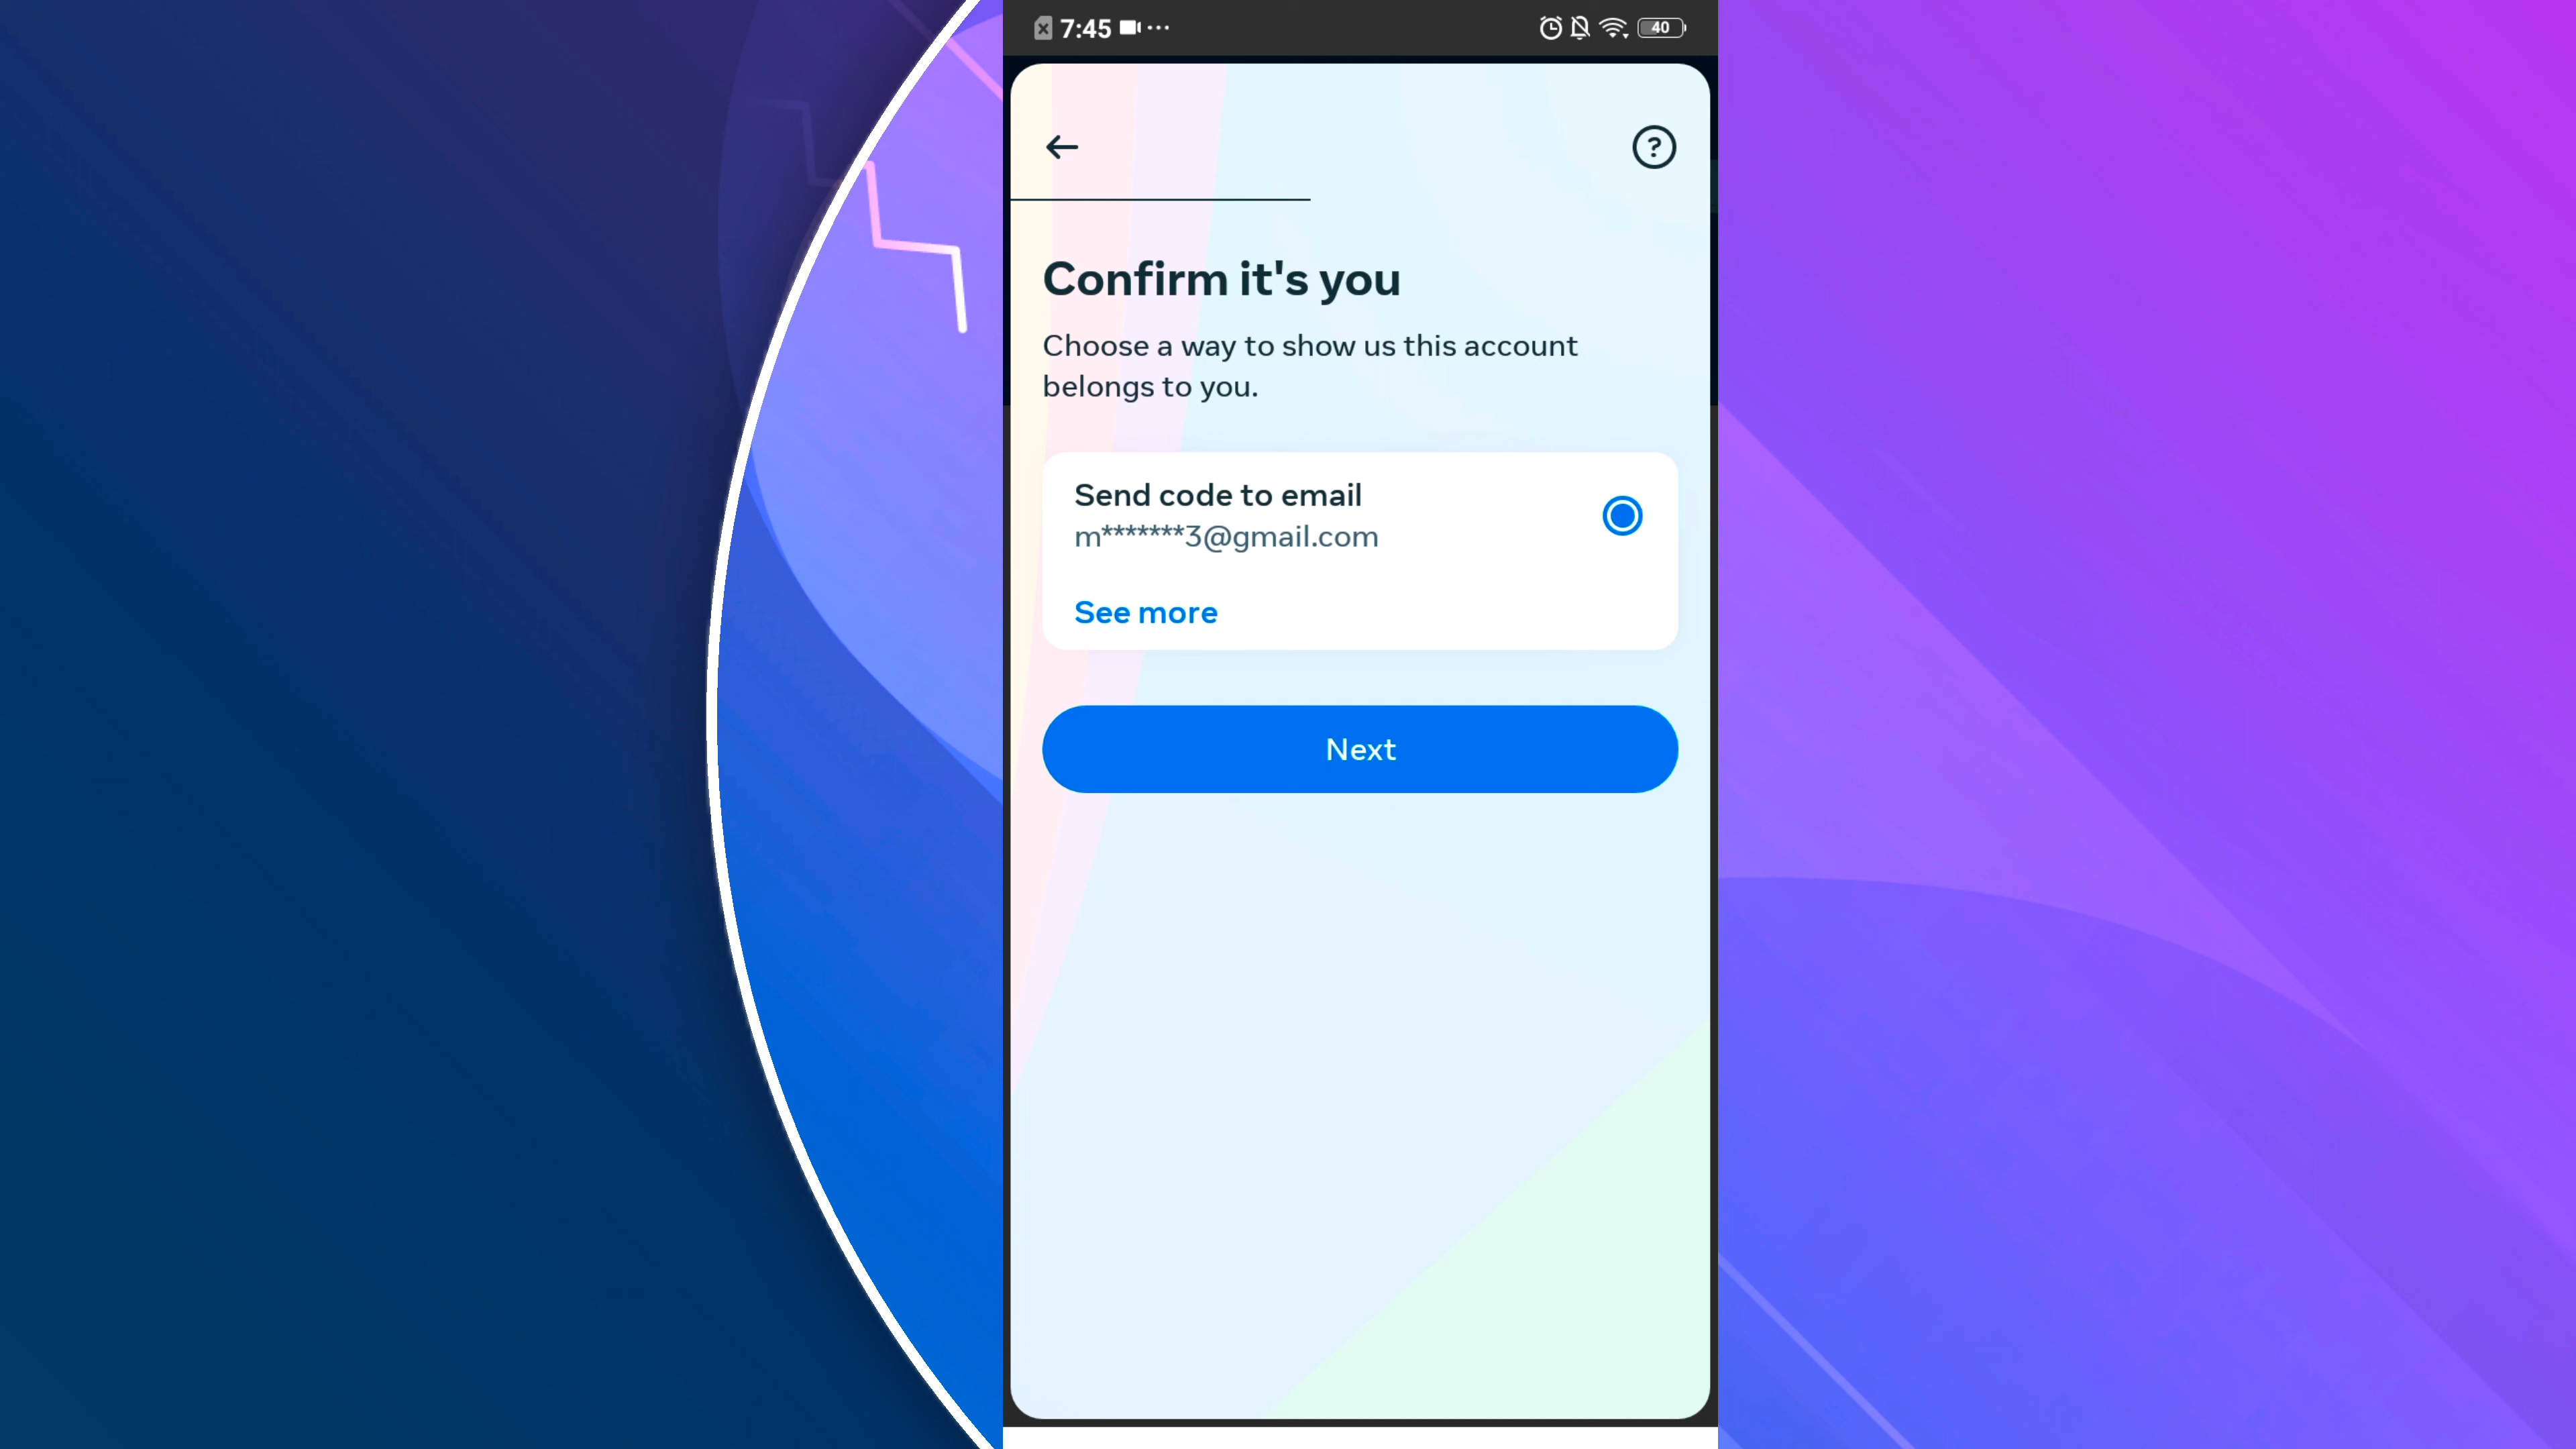 7:45
40
?
Confirm it's you
Choose a way to show us this account
belongs to you.
Send code to email
m*******3@gmail.com
See more
Next